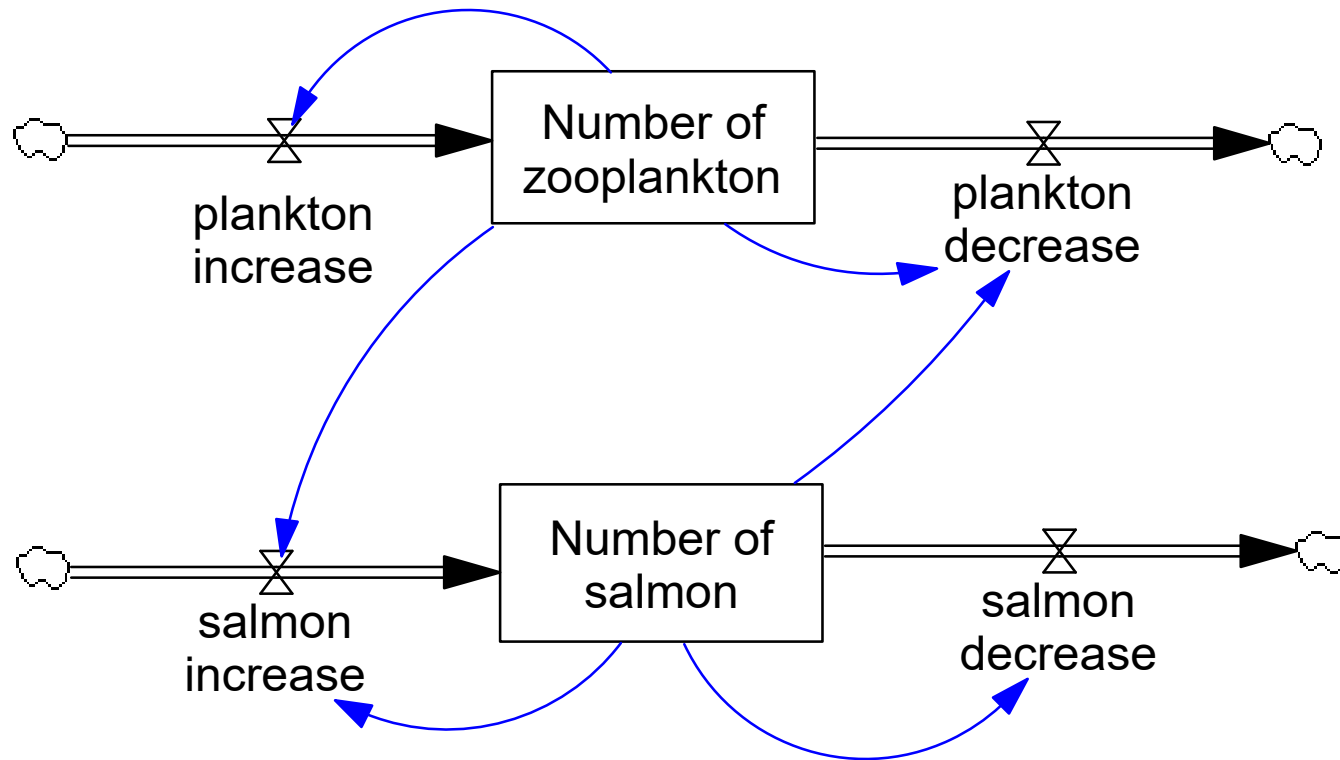 Number of
zooplankton
plankton
increase
plankton
decrease
Number of
salmon
salmon
increase
salmon
decrease